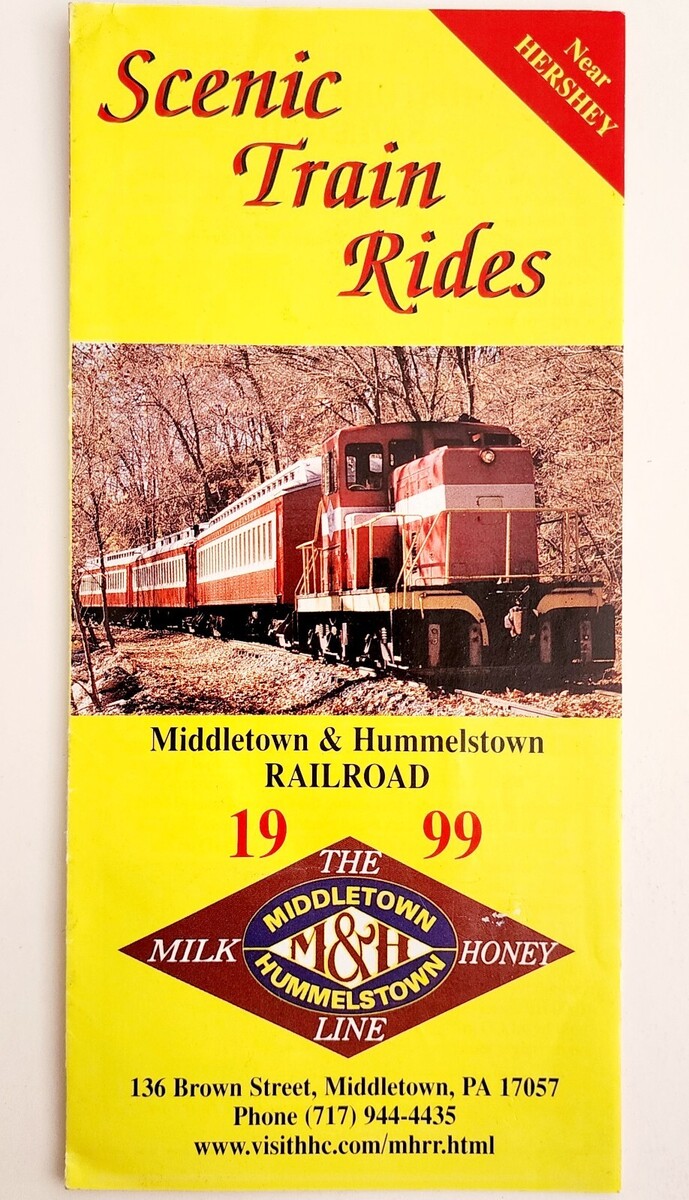 Near
HERSHEY
Scenic
Train
Rides
Middletown & Hummelstown
RAILROAD
19 99
THE
MIDDLETOWN
MILK M&H HONEY
HUMMELSTOWN
LINE
136 Brown Street, Middletown, PA 17057
Phone (717) 944-4435
www.visithhc.com/mhrr.html